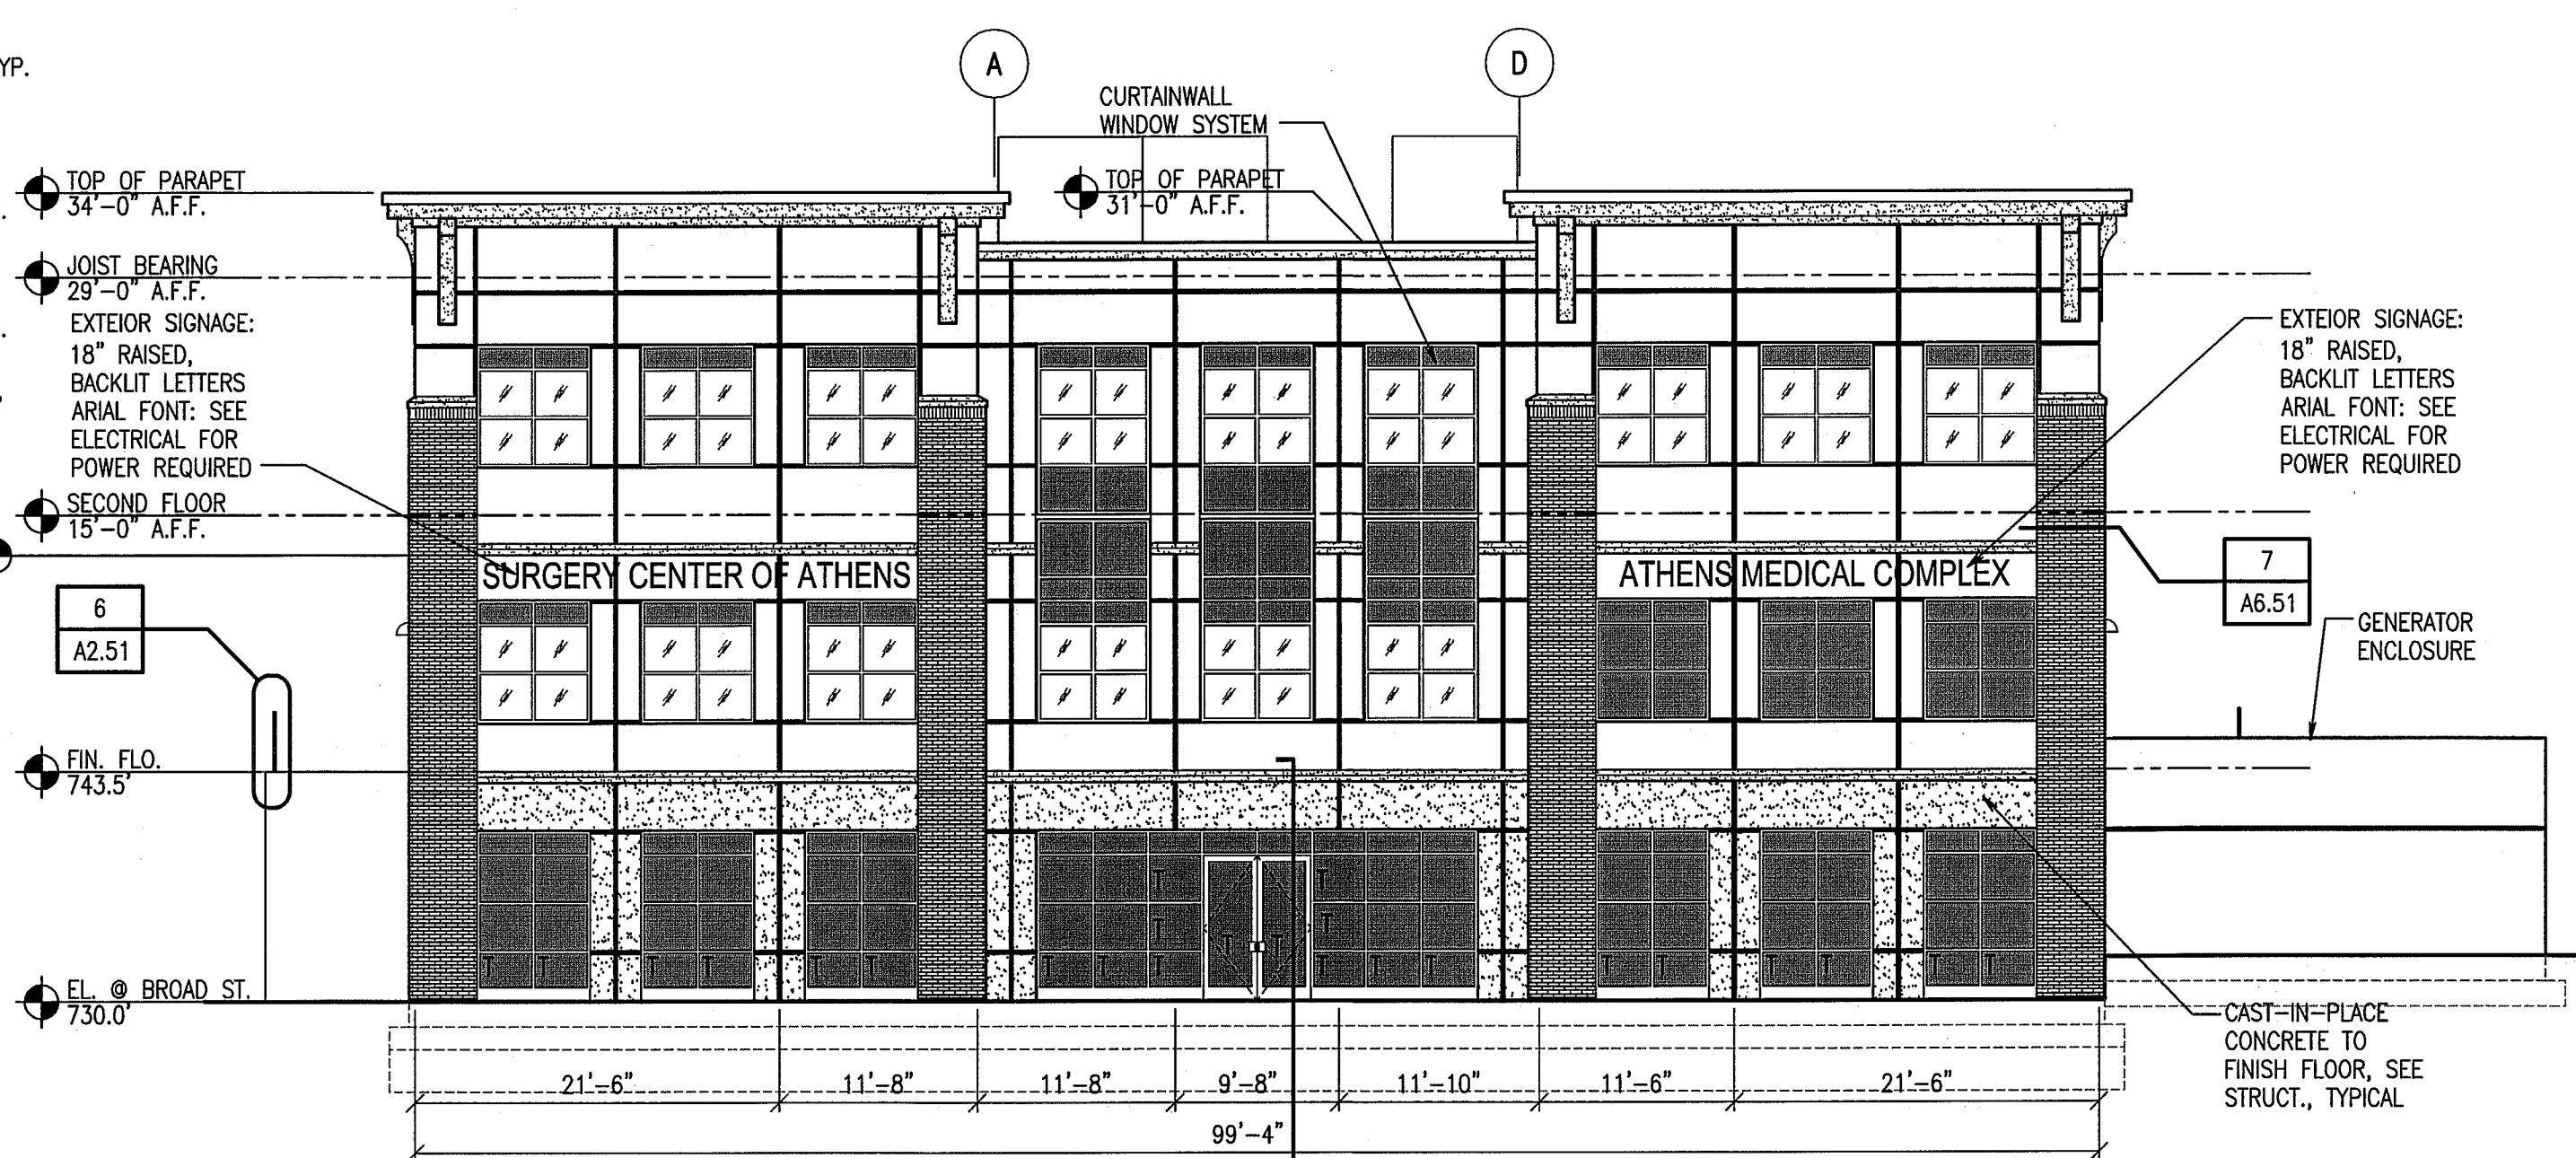 YP.
A
D
CURTAINWALL
WINDOW SYSTEM
TOP OF PARAPET
34'-0" A.F.F.
TOP OF PARAPET
31'-0" A.F.F.
JOIST BEARING
29'-0" A.F.F.
EXTEIOR SIGNAGE:
18" RAISED,
BACKLIT LETTERS
ARIAL FONT: SEE
ELECTRICAL FOR
POWER REQUIRED
EXTEIOR SIGNAGE:
18" RAISED,
BACKLIT LETTERS
ARIAL FONT: SEE
ELECTRICAL FOR
POWER REQUIRED
SECOND FLOOR
15'-0" A.F.F.
SURGERY CENTER OF ATHENS
ATHENS MEDICAL COMPLEX
6
A2.51
7
A6.51
GENERATOR
ENCLOSURE
FIN. FLO.
743.5'
T
T T
T
T T
T T T T T T T T T T T T T T T T T T
EL. @ BROAD ST.
730.0'
CAST-IN-PLACE
CONCRETE TO
FINISH FLOOR, SEE
STRUCT., TYPICAL
21'-6" 11'-8" 11'-8" 9'-8" 11'-10" 11'-6" 21'-6"
99'-4"